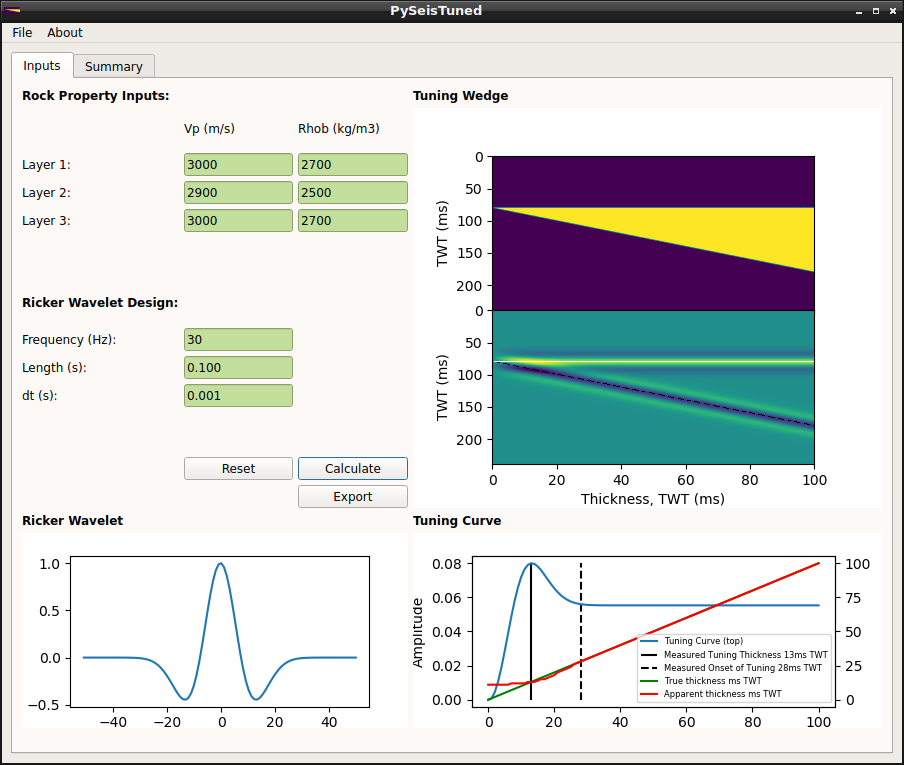 PySeisTuned
File About
Inputs Summary
Rock Property Inputs:
Vp (m/s) Rhob (kg/m3)
Layer 1: 3000 2700
Layer 2: 2900 2500
Layer 3: 3000 2700
Ricker Wavelet Design:
Frequency (Hz): 30
Length (s): 0.100
dt (s): 0.001
Reset Calculate
Export
Tuning Wedge
0
50
100
150
200
TWT (ms)
0
50
100
150
200
TWT (ms)
0 20 40 60 80 100
Thickness, TWT (ms)
Ricker Wavelet
1.0
0.5
0.0
−0.5
−40 −20 0 20 40
Tuning Curve
0.08
0.06
0.04
0.02
0.00
Amplitude
100
75
50
25
0
Tuning Curve (top)
Measured Tuning Thickness 13ms TWT
Measured Onset of Tuning 28ms TWT
True thickness ms TWT
Apparent thickness ms TWT
0 20 40 60 80 100